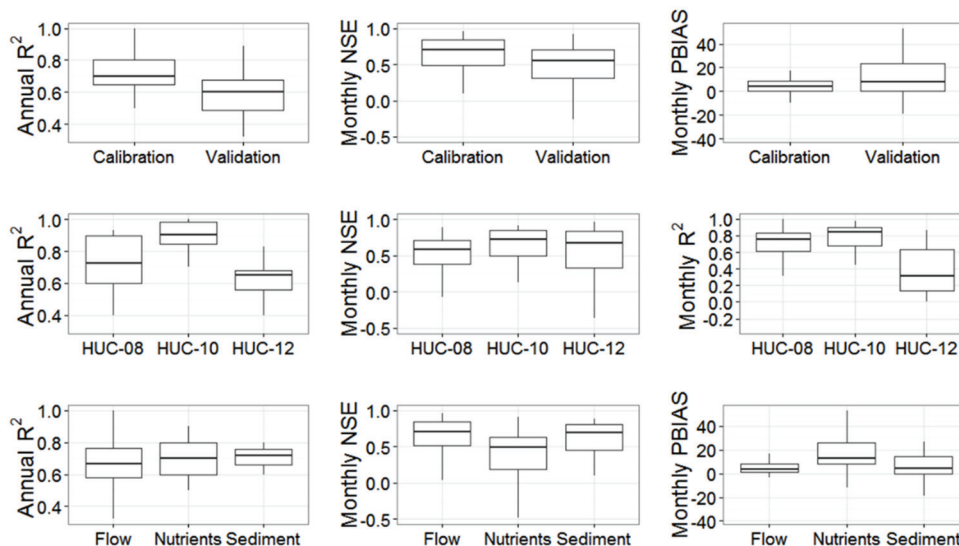 Annual R²
1.0
0.8
0.6
0.4
Calibration Validation
Monthly NSE
1.0
0.5
0.0
-0.5
Calibration Validation
Monthly PBIAS
40
20
0
-20
-40
Calibration Validation
Annual R²
1.0
0.8
0.6
0.4
HUC-08 HUC-10 HUC-12
Monthly NSE
1.0
0.5
0.0
-0.5
HUC-08 HUC-10 HUC-12
Monthly R²
1.0
0.8
0.6
0.4
0.2
0.0
-0.2
HUC-08 HUC-10 HUC-12
Annual R²
1.0
0.8
0.6
0.4
Flow Nutrients Sediment
Monthly NSE
1.0
0.5
0.0
-0.5
Flow Nutrients Sediment
Monthly PBIAS
40
20
0
-20
-40
Flow Nutrients Sediment